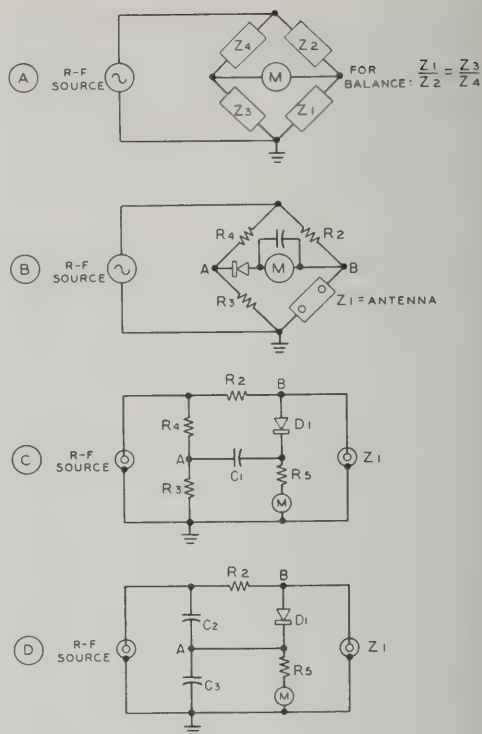 A
R-F
SOURCE
Z4
Z2
M
Z3
Z1
FOR
BALANCE: Z1/Z2 = Z3/Z4
B
R-F
SOURCE
R4
R2
A
M
B
R3
Z1 = ANTENNA
C
R-F
SOURCE
R2
B
R4
D1
A
C1
R5
R3
M
Z1
D
R-F
SOURCE
R2
B
C2
D1
A
C3
R5
M
Z1